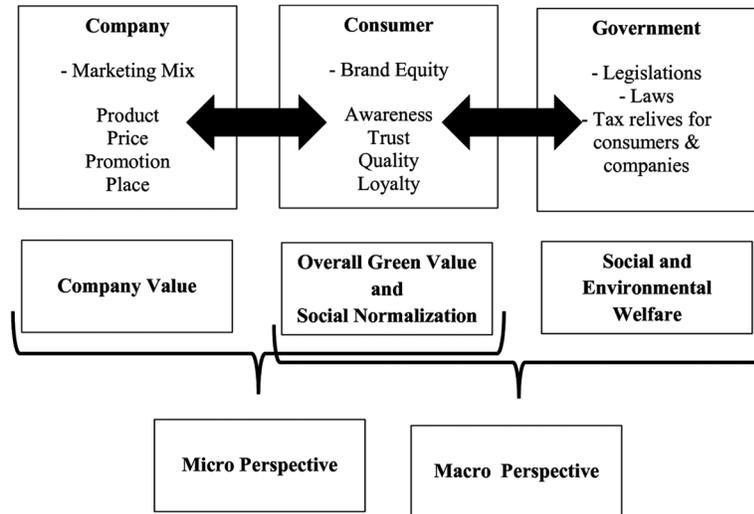 Company
- Marketing Mix
Product
Price
Promotion
Place
Consumer
- Brand Equity
Awareness
Trust
Quality
Loyalty
Government
- Legislations
- Laws
- Tax relives for
consumers &
companies
Company Value
Overall Green Value
and
Social Normalization
Social and
Environmental
Welfare
Micro Perspective
Macro Perspective